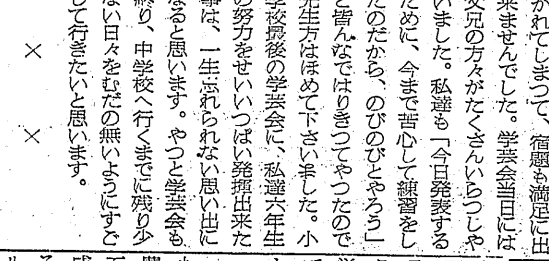 かれてしまつて、宿題も満足に出
来ませんでした。学芸会当日には
父兄の方々がたくさんいらつしや
いました。私達も「今日発表する
ために、今まで苦心して練習をし
たのだから、のびのびとやろう」
と皆んなではりきつてやつたので
先生方はほめて下さいました。小
学校最後の学芸会に、私達六年生
の努力をせいいつぱい発揮出来た
事は、一生忘れられない思い出に
なると思います。やつと学芸会も
終り、中学校へ行くまでに残り少
ない日々をむだの無いようにすご
して行きたいと思います。
× ×